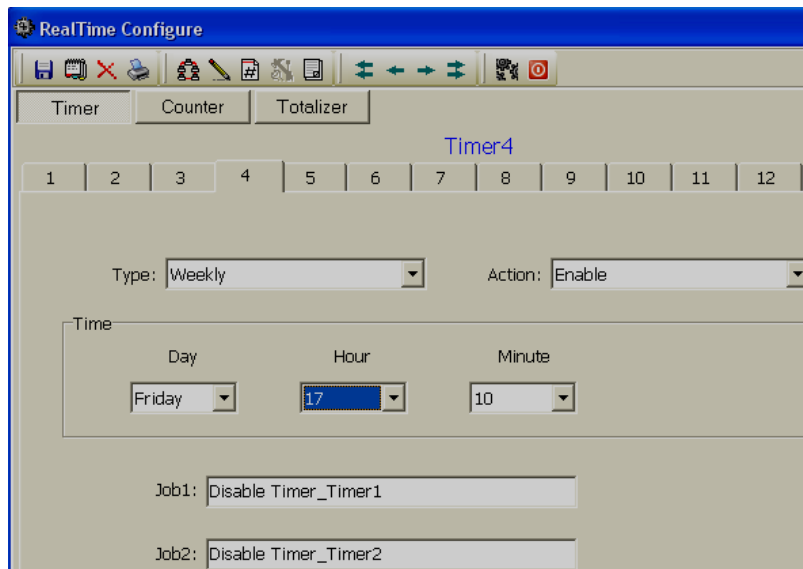 RealTime Configure
Timer Counter Totalizer
Timer4
1 2 3 4 5 6 7 8 9 10 11 12
Type: Weekly Action: Enable
Time
Day Hour Minute
Friday 17 10
Job1: Disable Timer_Timer1
Job2: Disable Timer_Timer2